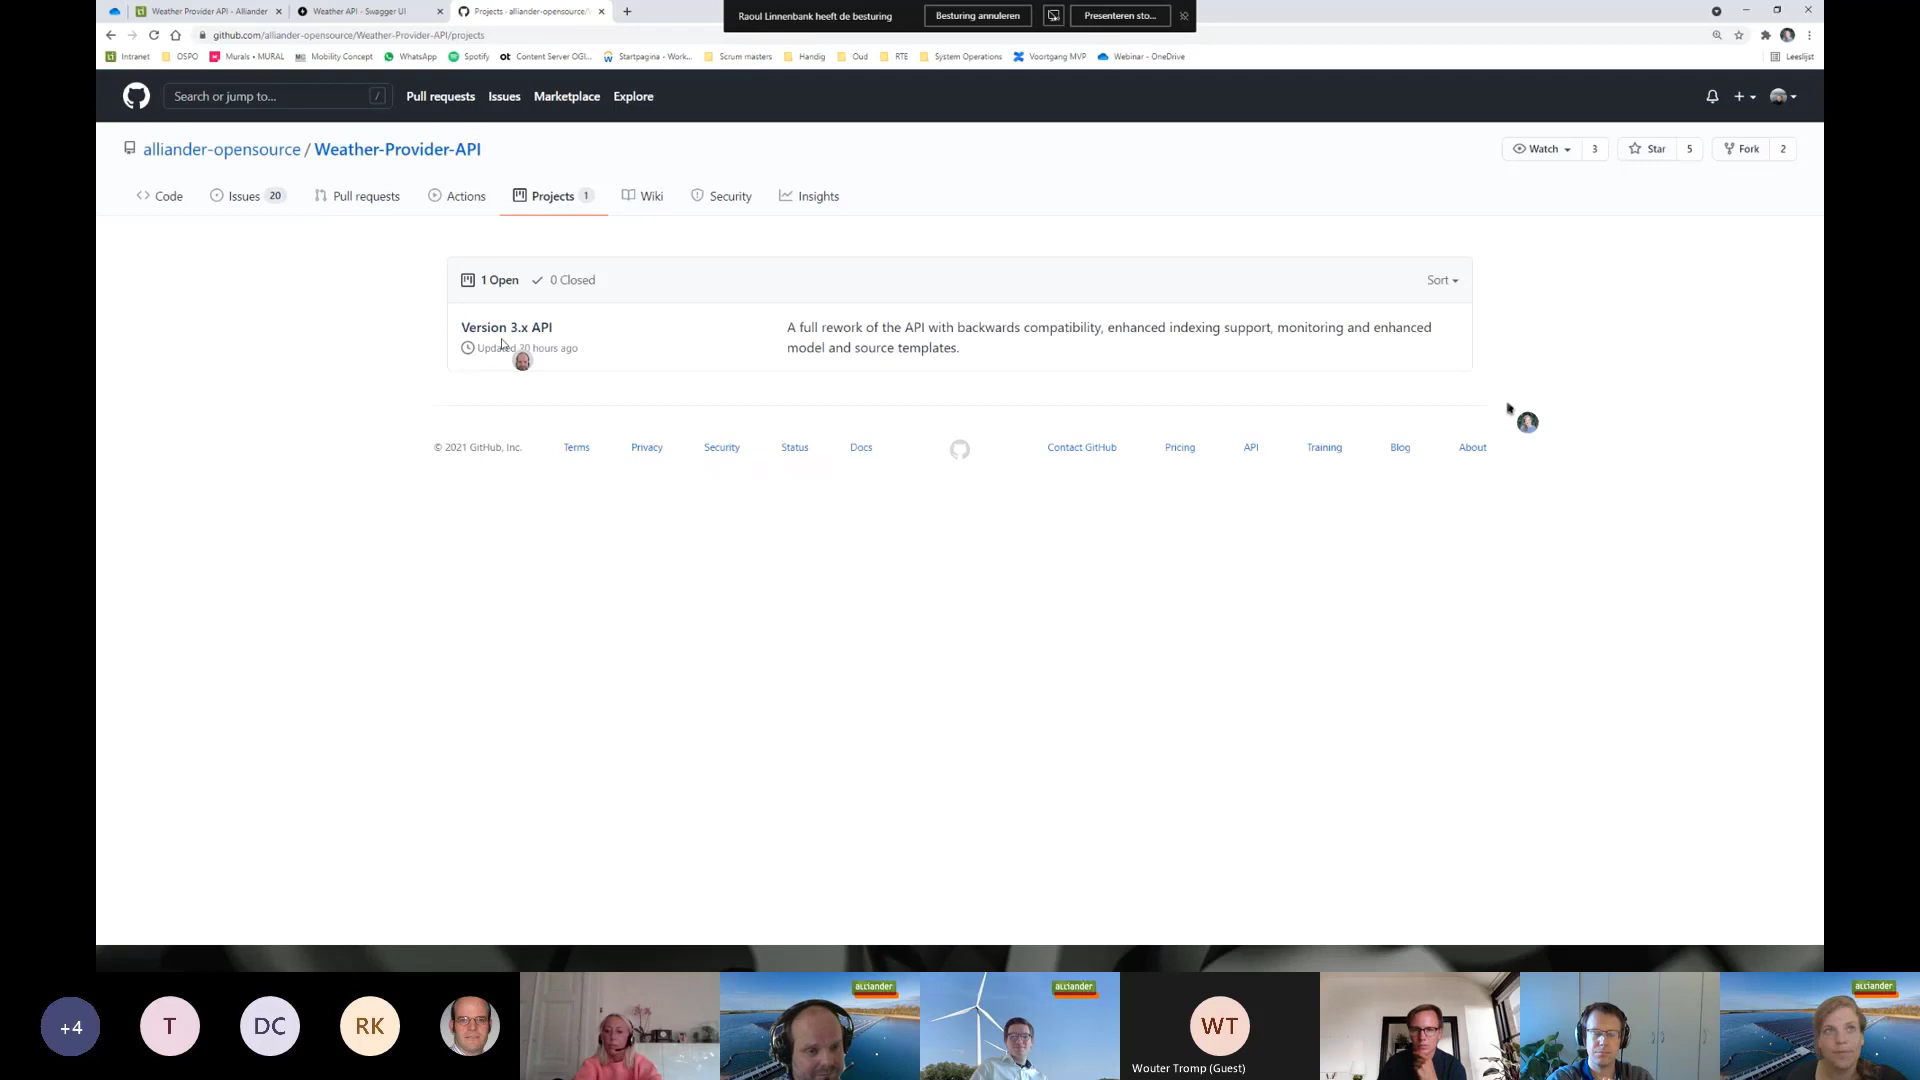 Weather Provider API - Alliander
Weather API - Swagger UI
Projects · alliander-opensource/
Raoul Linnenbank heeft de besturing
Besturing annuleren
Presenteren sto...
github.com/alliander-opensource/Weather-Provider-API/projects
Intranet
OSPO
Murals • MURAL
Mobility Concept
WhatsApp
Spotify
Content Server OGI...
Startpagina - Work...
Scrum masters
Handig
Oud
RTE
System Operations
Voortgang MVP
Webinar - OneDrive
Leeslijst
Search or jump to...
/
Pull requests
Issues
Marketplace
Explore
alliander-opensource / Weather-Provider-API
Watch 3
Star 5
Fork 2
Code
Issues 20
Pull requests
Actions
Projects 1
Wiki
Security
Insights
1 Open
0 Closed
Sort
Version 3.x API
Updated 20 hours ago
A full rework of the API with backwards compatibility, enhanced indexing support, monitoring and enhanced
model and source templates.
© 2021 GitHub, Inc.
Terms
Privacy
Security
Status
Docs
Contact GitHub
Pricing
API
Training
Blog
About
+4
T
DC
RK
alliander
alliander
WT
Wouter Tromp (Guest)
alliander